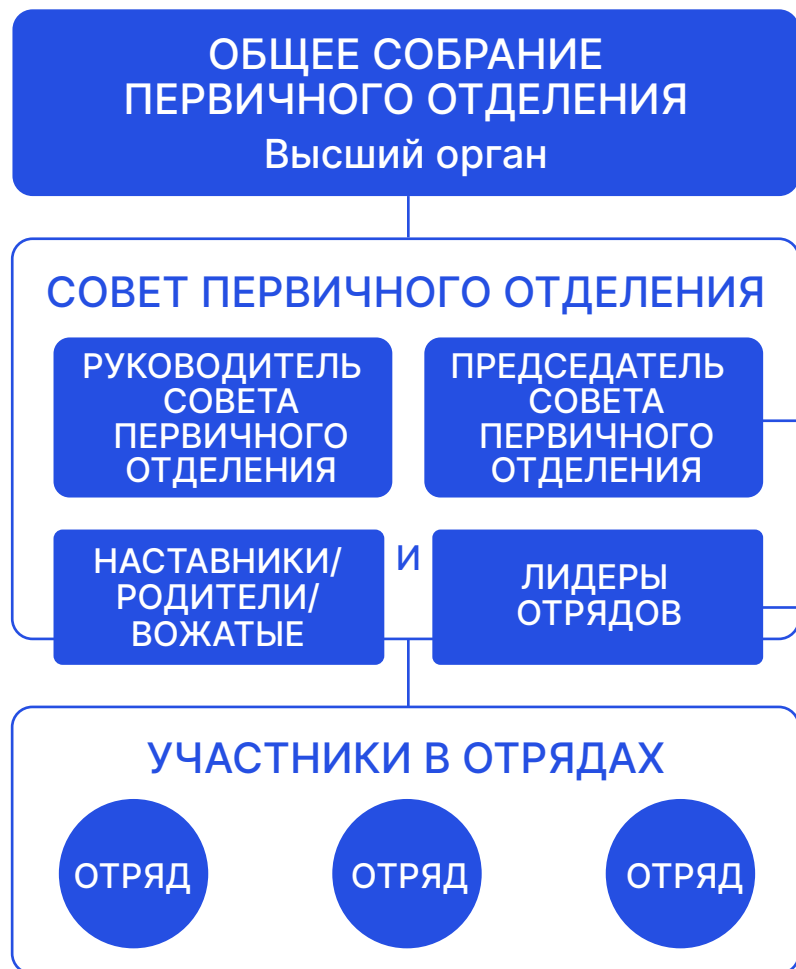 ОБЩЕЕ СОБРАНИЕ
ПЕРВИЧНОГО ОТДЕЛЕНИЯ
Высший орган
СОВЕТ ПЕРВИЧНОГО ОТДЕЛЕНИЯ
РУКОВОДИТЕЛЬ
СОВЕТА
ПЕРВИЧНОГО
ОТДЕЛЕНИЯ
ПРЕДСЕДАТЕЛЬ
СОВЕТА
ПЕРВИЧНОГО
ОТДЕЛЕНИЯ
НАСТАВНИКИ/
РОДИТЕЛИ/
ВОЖАТЫЕ
И
ЛИДЕРЫ
ОТРЯДОВ
УЧАСТНИКИ В ОТРЯДАХ
ОТРЯД
ОТРЯД
ОТРЯД